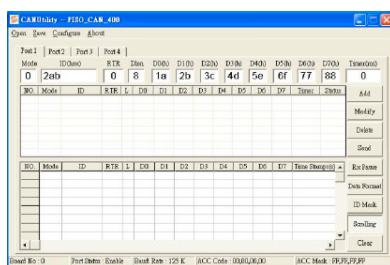 CANUtility -- PISO_CAN_400
Open Save Configure About
Port 1 Port 2 Port 3 Port 4
Mode ID(hex) RTR Dlen D0(h) D1(h) D2(h) D3(h) D4(h) D5(h) D6(h) D7(h) Timer(ms)
0 2ab 0 8 1a 2b 3c 4d 5e 6f 77 88 0
NO. Mode ID RTR L D0 D1 D2 D3 D4 D5 D6 D7 Timer Status
Add
Modify
Delete
Send
NO. Mode ID RTR L D0 D1 D2 D3 D4 D5 D6 D7 Time Stamp(s)
Rx Pause
Data Format
ID Mask
Scrolling
Clear
Board No : 0 Port Status : Enable Baud Rate : 125 K ACC Code : 00,00,00,00 ACC Mask : FF,FF,FF,FF